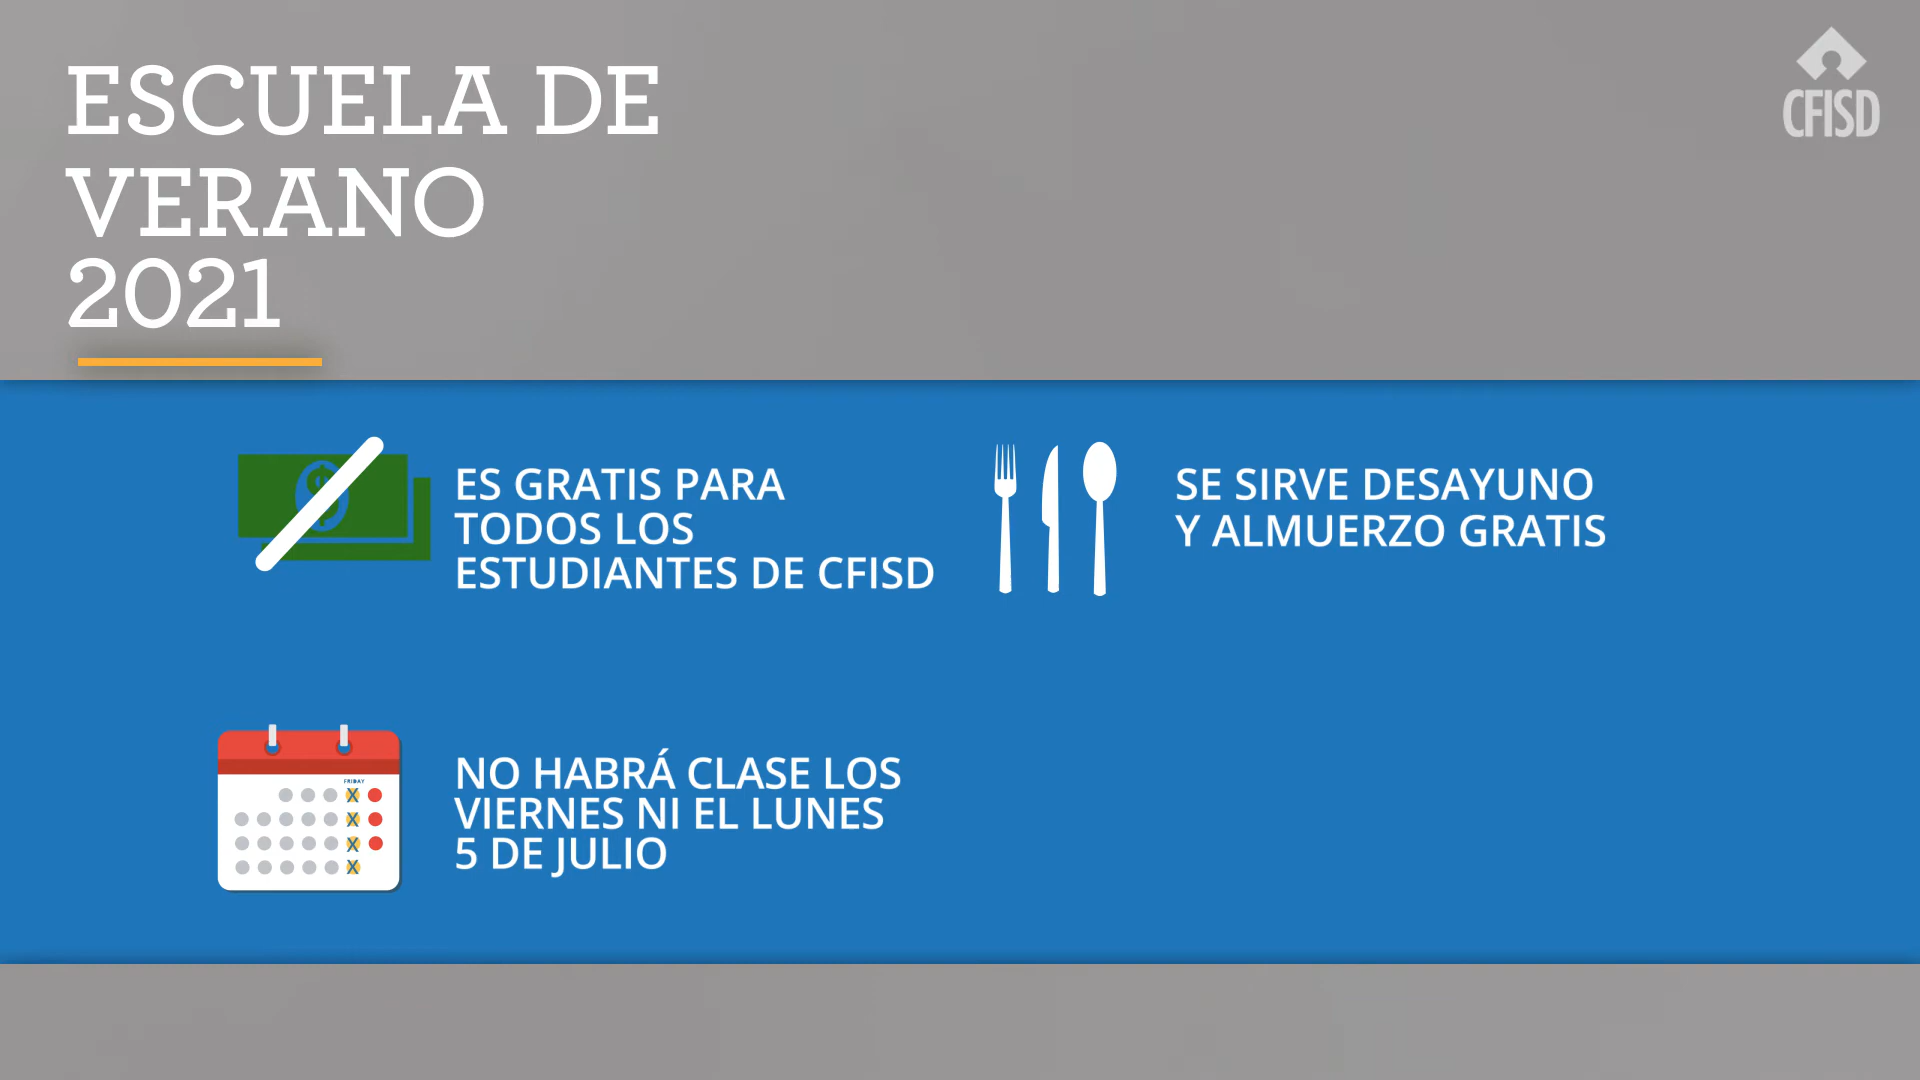 ESCUELA DE
VERANO
2021
CFISD
ES GRATIS PARA
TODOS LOS
ESTUDIANTES DE CFISD
SE SIRVE DESAYUNO
Y ALMUERZO GRATIS
FRIDAY
X
X
X
X
NO HABRÁ CLASE LOS
VIERNES NI EL LUNES
5 DE JULIO